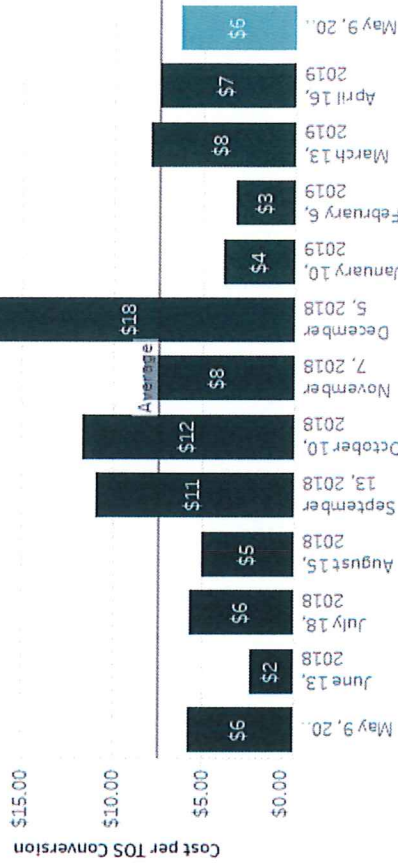 Cost per TOS Conversion
$15.00
$10.00
$5.00
$0.00
Average
$6
$2
$6
$5
$11
$12
$8
$18
$4
$3
$8
$7
$6
May 9, 20..
June 13,
2018
July 18,
2018
August 15,
2018
September
13, 2018
October 10,
2018
November
7, 2018
December
5, 2018
January 10,
2019
February 6,
2019
March 13,
2019
April 16,
2019
May 9, 20..